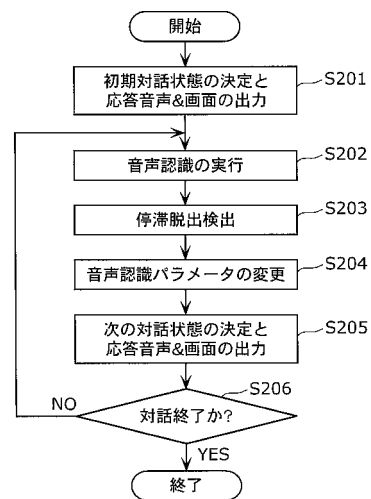 開始
初期対話状態の決定と
応答音声&画面の出力
S201
音声認識の実行
S202
停滞脱出検出
S203
音声認識パラメータの変更
S204
次の対話状態の決定と
応答音声&画面の出力
S205
S206
対話終了か?
NO
YES
終了